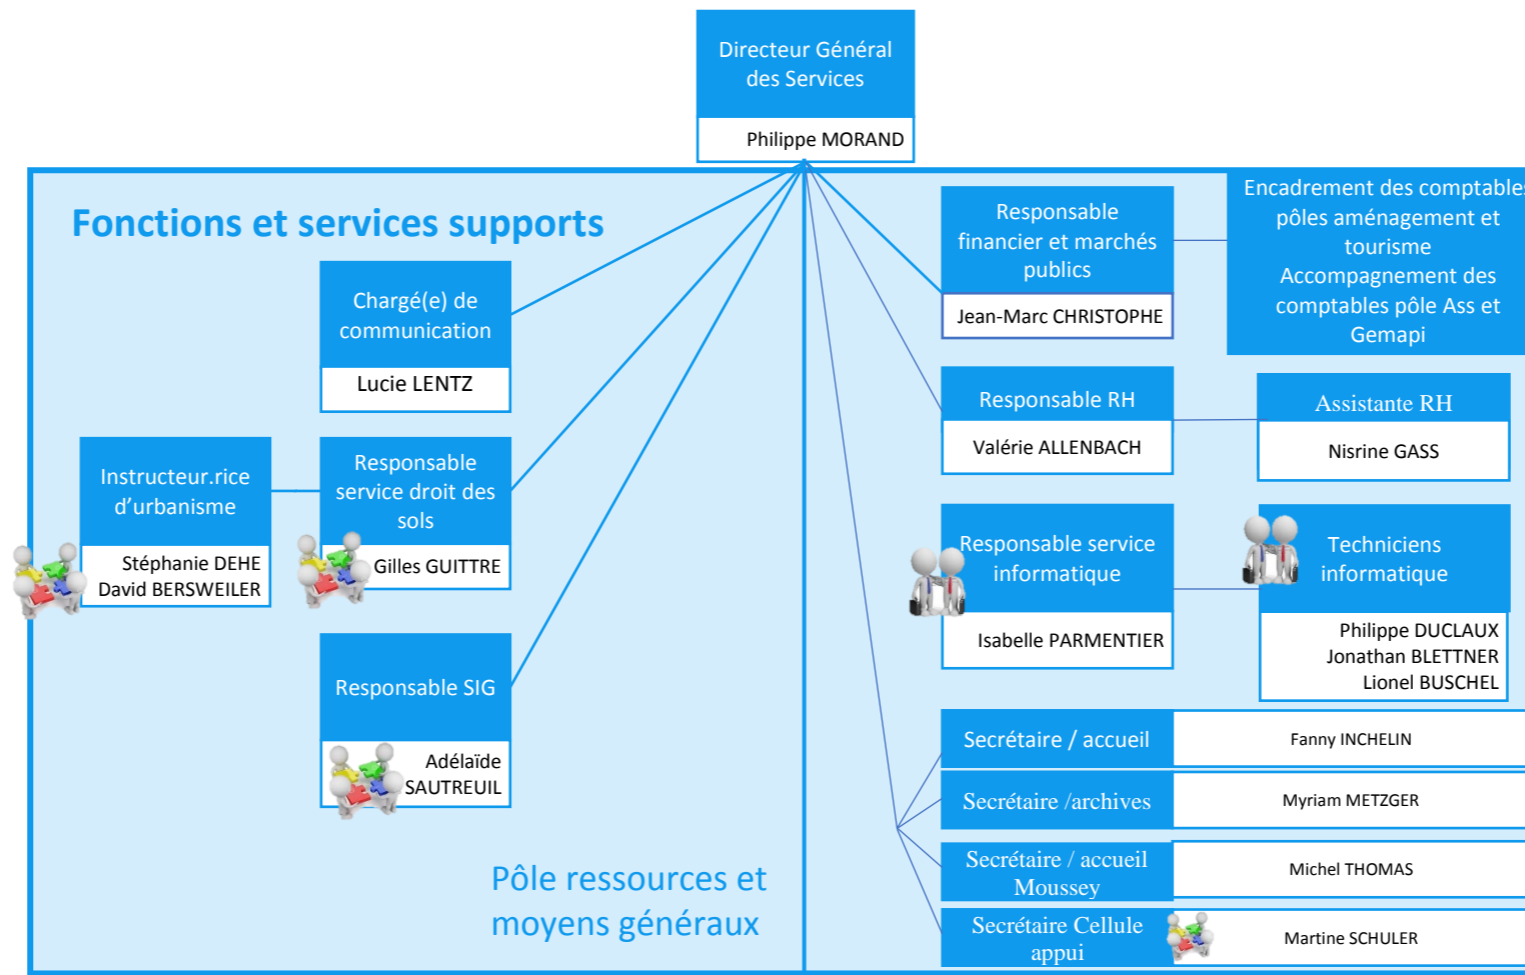 Directeur Général
des Services
Philippe MORAND
Fonctions et services supports
Chargé(e) de
communication
Lucie LENTZ
Instructeur.rice
d’urbanisme
Stéphanie DEHE
David BERSWEILER
Responsable
service droit des
sols
Gilles GUITTRE
Responsable SIG
Adélaïde
SAUTREUIL
Pôle ressources et
moyens généraux
Responsable
financier et marchés
publics
Jean-Marc CHRISTOPHE
Encadrement des comptables
pôles aménagement et
tourisme
Accompagnement des
comptables pôle Ass et
Gemapi
Responsable RH
Valérie ALLENBACH
Assistante RH
Nisrine GASS
Responsable service
informatique
Isabelle PARMENTIER
Techniciens
informatique
Philippe DUCLAUX
Jonathan BLETTNER
Lionel BUSCHEL
Secrétaire / accueil
Fanny INCHELIN
Secrétaire /archives
Myriam METZGER
Secrétaire / accueil
Moussey
Michel THOMAS
Secrétaire Cellule
appui
Martine SCHULER